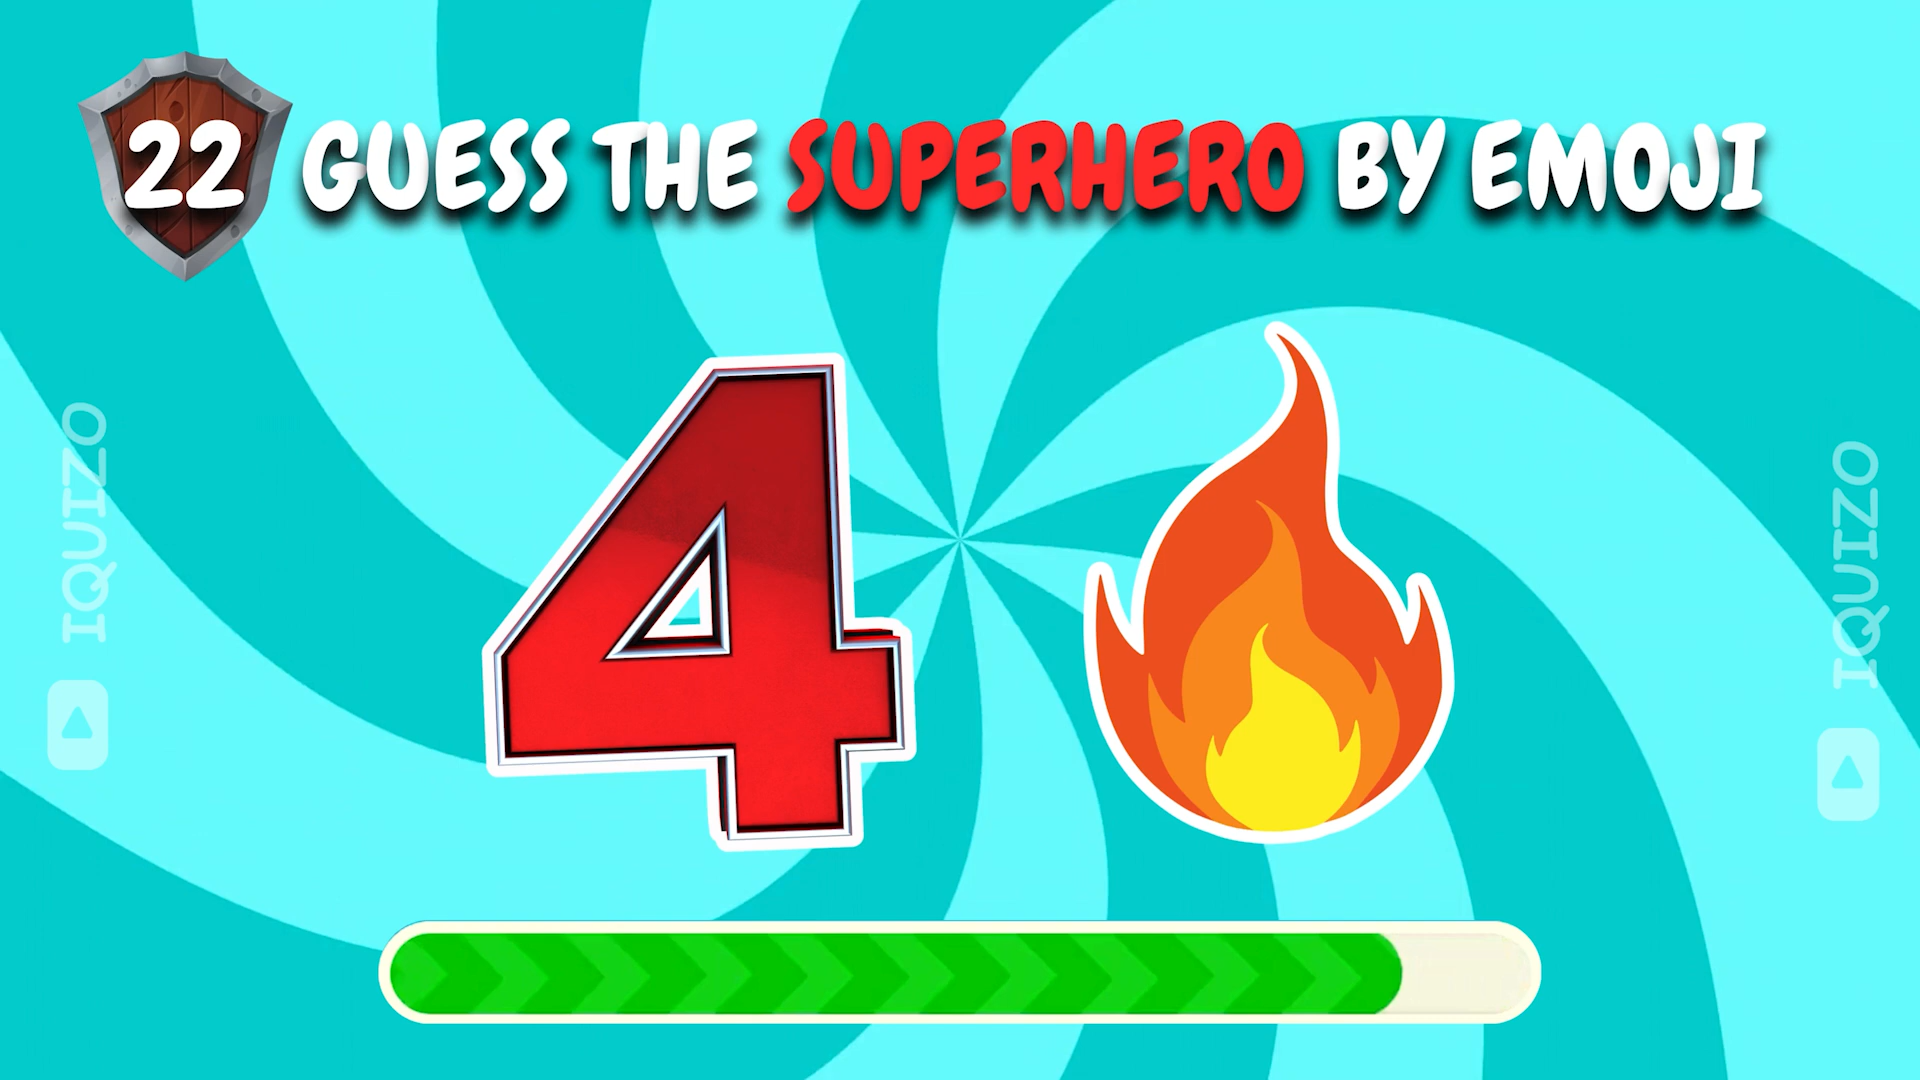 22
GUESS THE SUPERHERO BY EMOJI
4
IQUIZO
IQUIZO